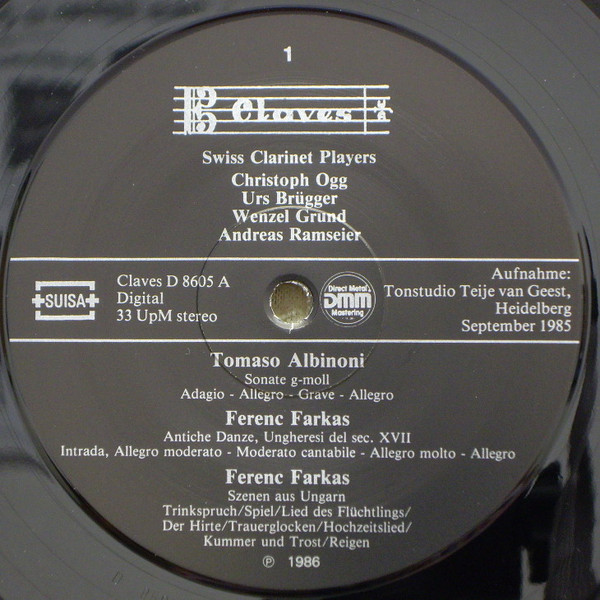 1
Claves
Swiss Clarinet Players
Christoph Ogg
Urs Brügger
Wenzel Grund
Andreas Ramseier
SUISA
Claves D 8605 A
Digital
33 UpM stereo
Direct Metal
DMM
Mastering
Aufnahme:
Tonstudio Teije van Geest,
Heidelberg
September 1985
Tomaso Albinoni
Sonate g-moll
Adagio - Allegro - Grave - Allegro
Ferenc Farkas
Antiche Danze, Ungheresi del sec. XVII
Intrada, Allegro moderato - Moderato cantabile - Allegro molto - Allegro
Ferenc Farkas
Szenen aus Ungarn
Trinkspruch/Spiel/Lied des Flüchtlings/
Der Hirte/Trauerglocken/Hochzeitslied/
Kummer und Trost/Reigen
℗ 1986